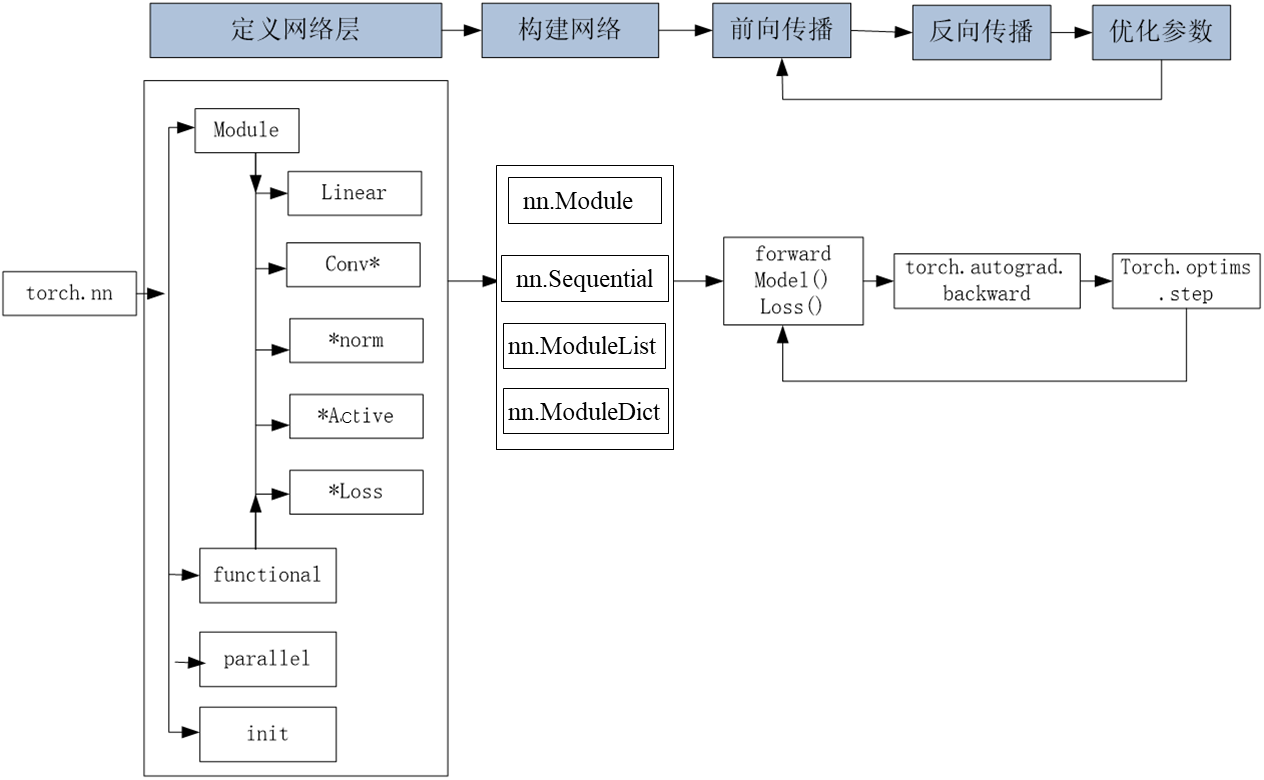 定义网络层
构建网络
前向传播
反向传播
优化参数
torch.nn
Module
Linear
Conv*
*norm
*Active
*Loss
functional
parallel
init
nn.Module
nn.Sequential
nn.ModuleList
nn.ModuleDict
forward
Model()
Loss()
torch.autograd.
backward
Torch.optims
.step